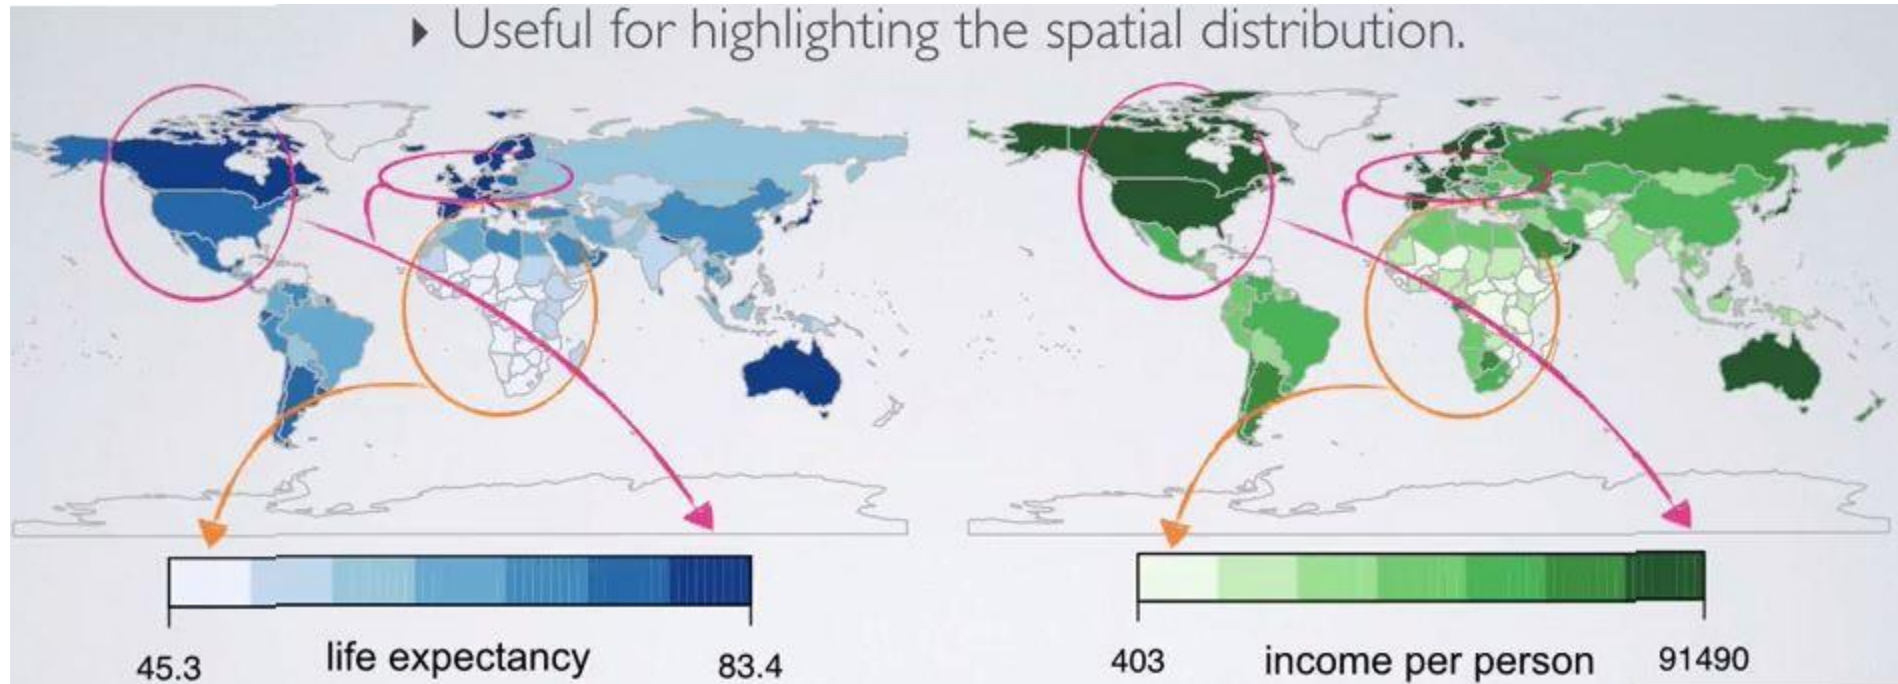 ▸ Useful for highlighting the spatial distribution.
45.3
life expectancy
83.4
403
income per person
91490